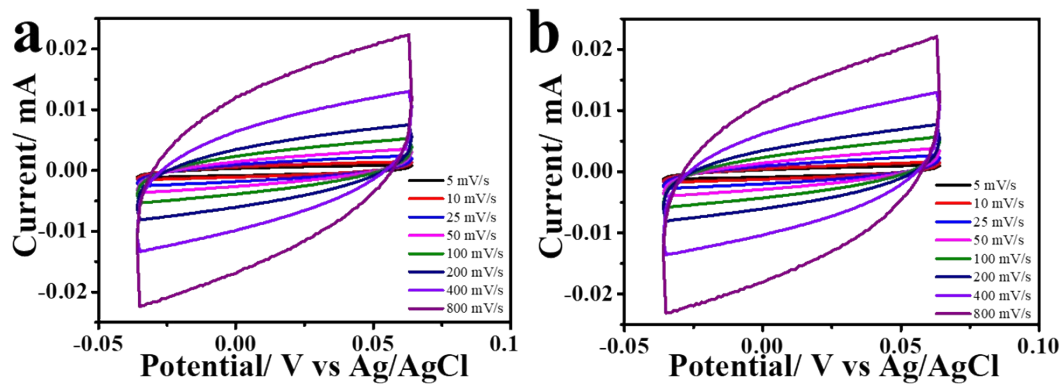 a
0.02
0.01
0.00
-0.01
-0.02
Current/ mA
5 mV/s
10 mV/s
25 mV/s
50 mV/s
100 mV/s
200 mV/s
400 mV/s
800 mV/s
-0.05
0.00
0.05
0.1
Potential/ V vs Ag/AgCl
b
0.02
0.01
0.00
-0.01
-0.02
Current/ mA
5 mV/s
10 mV/s
25 mV/s
50 mV/s
100 mV/s
200 mV/s
400 mV/s
800 mV/s
-0.05
0.00
0.05
0.10
Potential/ V vs Ag/AgCl